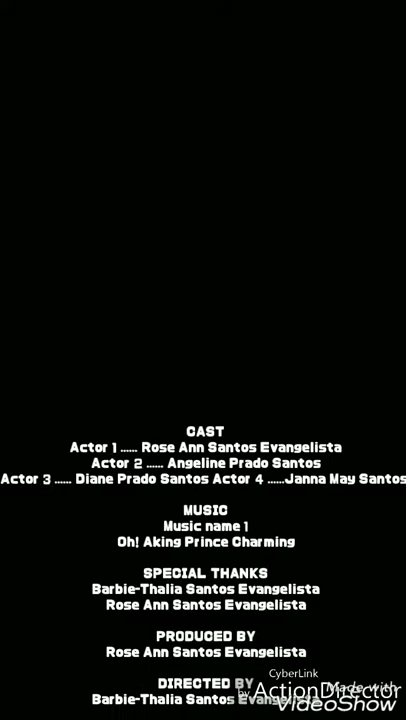 CAST
Actor 1 ...... Rose Ann Santos Evangelista
Actor 2 ...... Angeline Prado Santos
Actor 3 ...... Diane Prado Santos Actor 4 ......Janna May Santos
MUSIC
Music name 1
Oh! Aking Prince Charming
SPECIAL THANKS
Barbie-Thalia Santos Evangelista
Rose Ann Santos Evangelista
PRODUCED BY
Rose Ann Santos Evangelista
DIRECTED BY
Barbie-Thalia Santos Evangelista
CyberLink
by ActionDirector
Made with
VideoShow